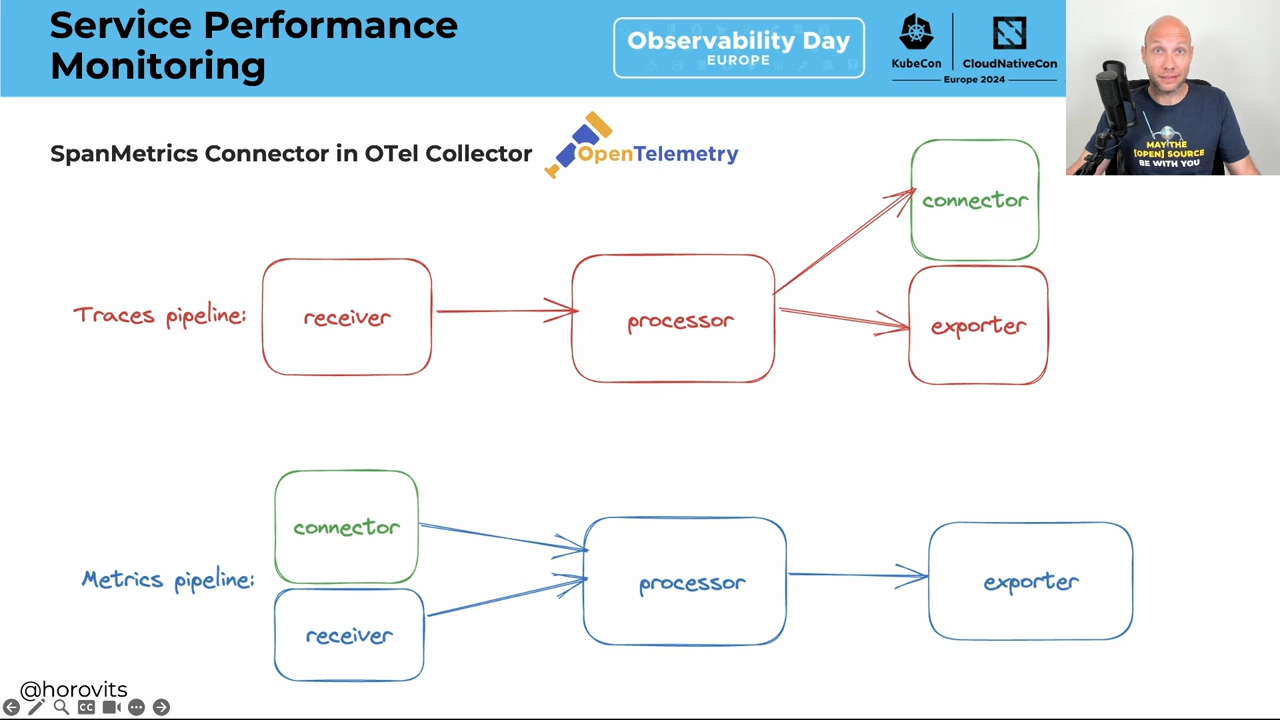 Service Performance
Monitoring
Observability Day
EUROPE
KubeCon
CloudNativeCon
Europe 2024
MAY THE
[OPEN] SOURCE
BE WITH YOU
SpanMetrics Connector in OTel Collector
OpenTelemetry
connector
Traces pipeline:
receiver
processor
exporter
connector
Metrics pipeline:
receiver
processor
exporter
@horovits
CC